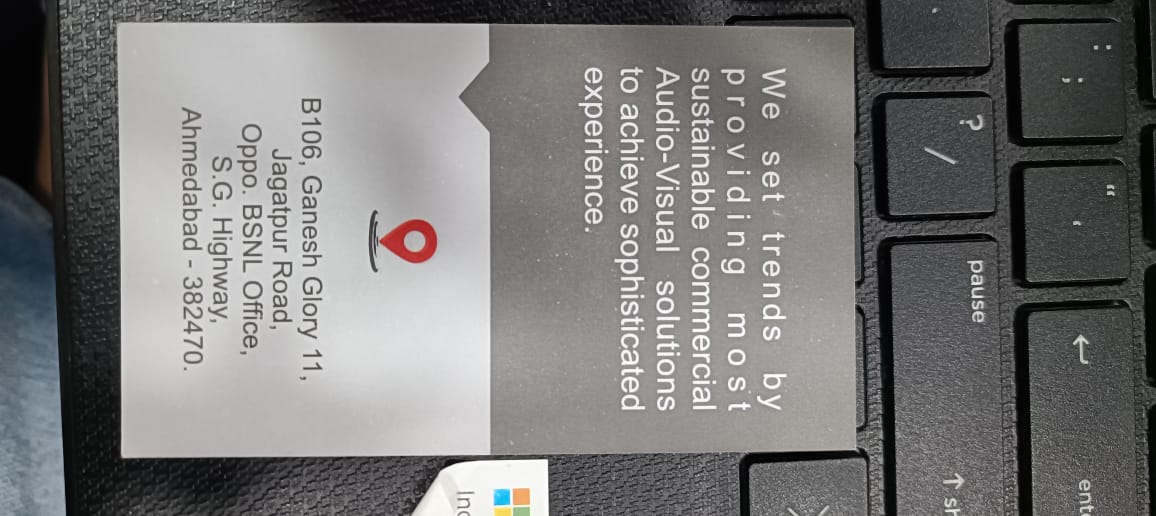 We set trends by
providing most
sustainable commercial
Audio-Visual solutions
to achieve sophisticated
experience.
B106, Ganesh Glory 11,
Jagatpur Road,
Oppo. BSNL Office,
S.G. Highway,
Ahmedabad - 382470.
: ;
? /
" '
pause
↑ sh
ent
Inc